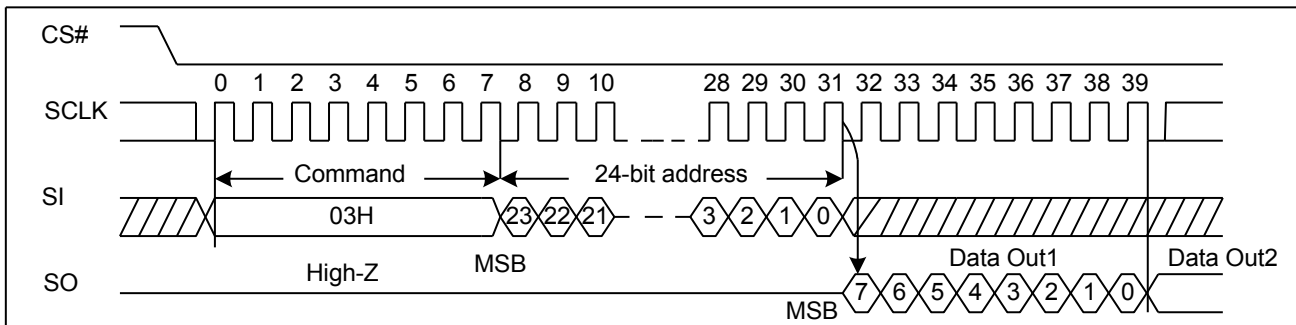 CS#
0 1 2 3 4 5 6 7 8 9 10 28 29 30 31 32 33 34 35 36 37 38 39
SCLK
Command 24-bit address
SI
03H 23 22 21 3 2 1 0
High-Z MSB Data Out1 Data Out2
SO
7 6 5 4 3 2 1 0
MSB